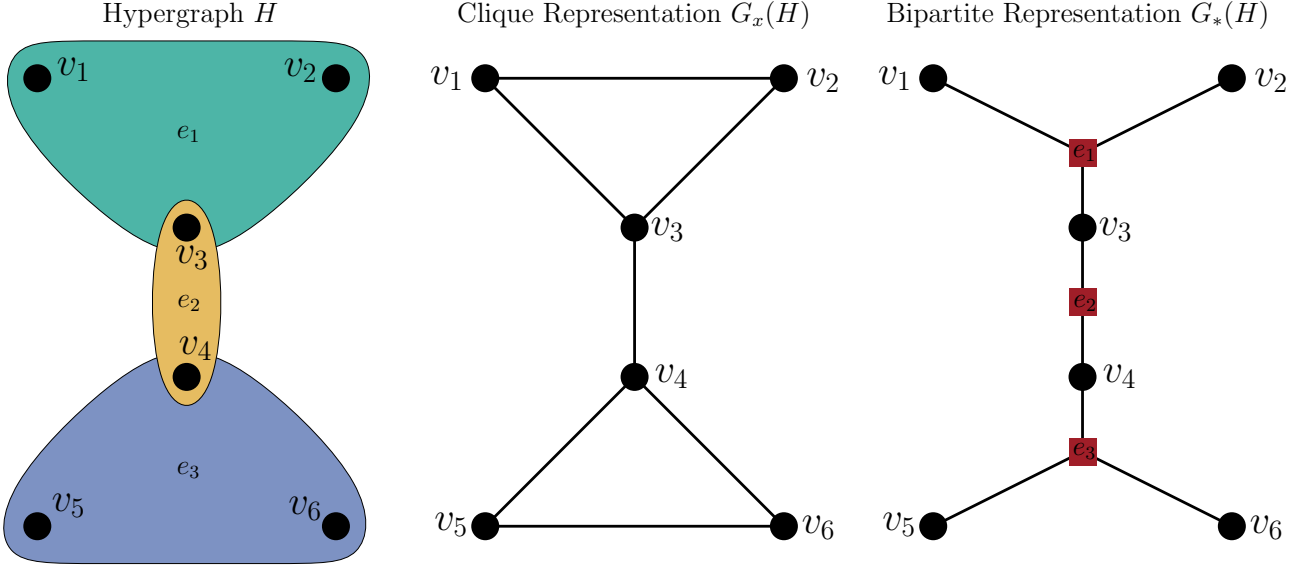 Hypergraph H
v₁
v₂
e₁
v₃
e₂
v₄
e₃
v₅
v₆
Clique Representation Gₓ(H)
v₁
v₂
v₃
v₄
v₅
v₆
Bipartite Representation G_*(H)
v₁
v₂
e₁
v₃
e₂
v₄
e₃
v₅
v₆